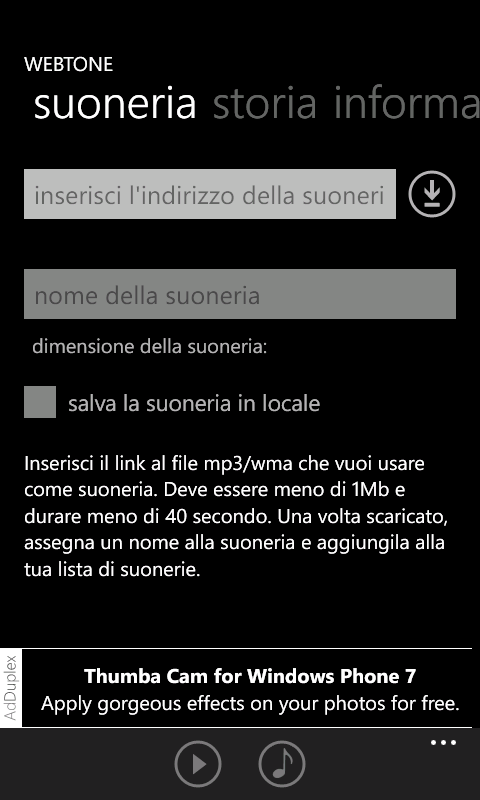 WEBTONE
suoneria storia informa
inserisci l'indirizzo della suoneri
nome della suoneria
dimensione della suoneria:
salva la suoneria in locale
Inserisci il link al file mp3/wma che vuoi usare
come suoneria. Deve essere meno di 1Mb e
durare meno di 40 secondo. Una volta scaricato,
assegna un nome alla suoneria e aggiungila alla
tua lista di suonerie.
AdDuplex
Thumba Cam for Windows Phone 7
Apply gorgeous effects on your photos for free.